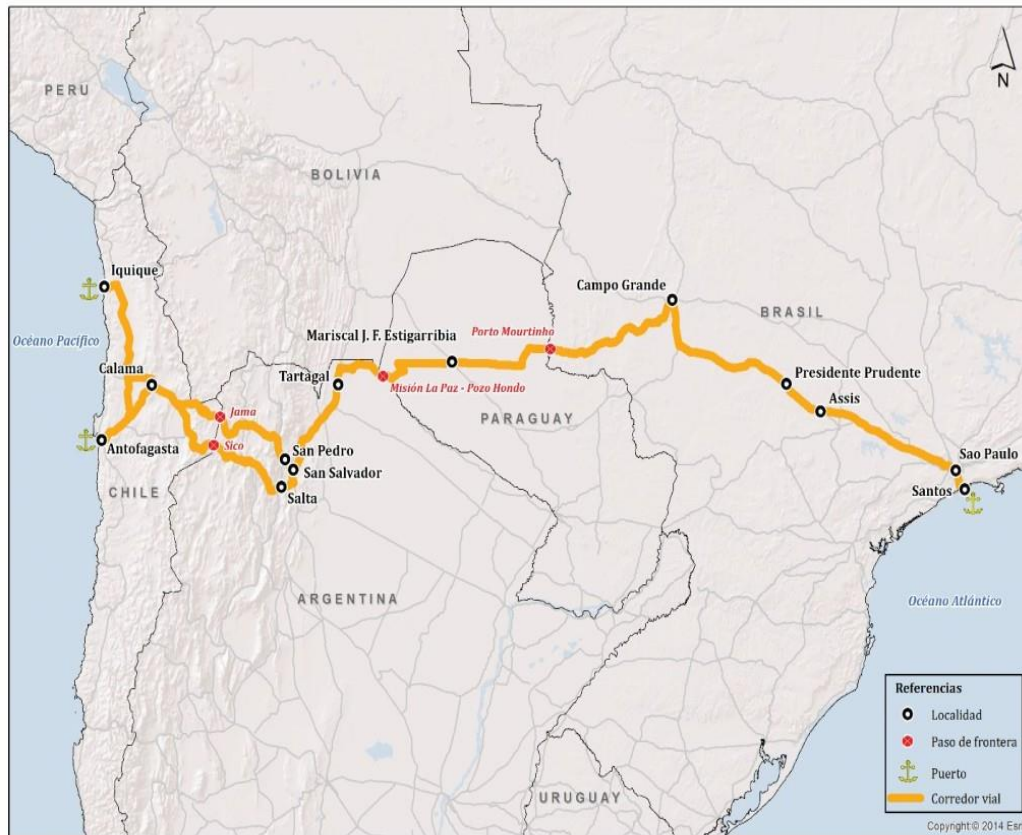 PERU
BOLIVIA
N
Iquique
Campo Grande
BRASIL
Océano Pacífico
Mariscal J. F. Estigarribia
Porto Mourtinho
Calama
Tartagal
Misión La Paz - Pozo Hondo
Presidente Prudente
Jama
PARAGUAY
Assis
Antofagasta
Sico
San Pedro
San Salvador
Sao Paulo
CHILE
Salta
Santos
ARGENTINA
Océano Atlántico
Referencias
Localidad
Paso de frontera
Puerto
Corredor vial
URUGUAY
Copyright:© 2014 Esr